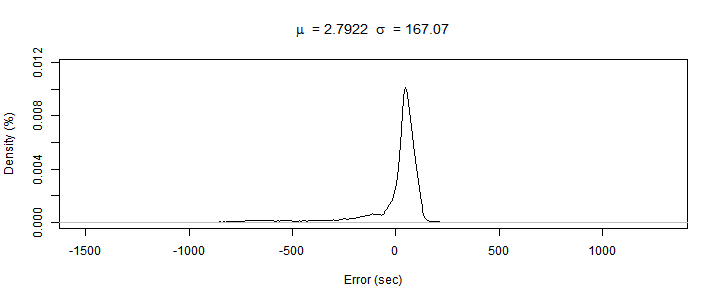 μ = 2.7922 σ = 167.07
Density (%)
0.012
0.008
0.004
0.000
-1500 -1000 -500 0 500 1000
Error (sec)